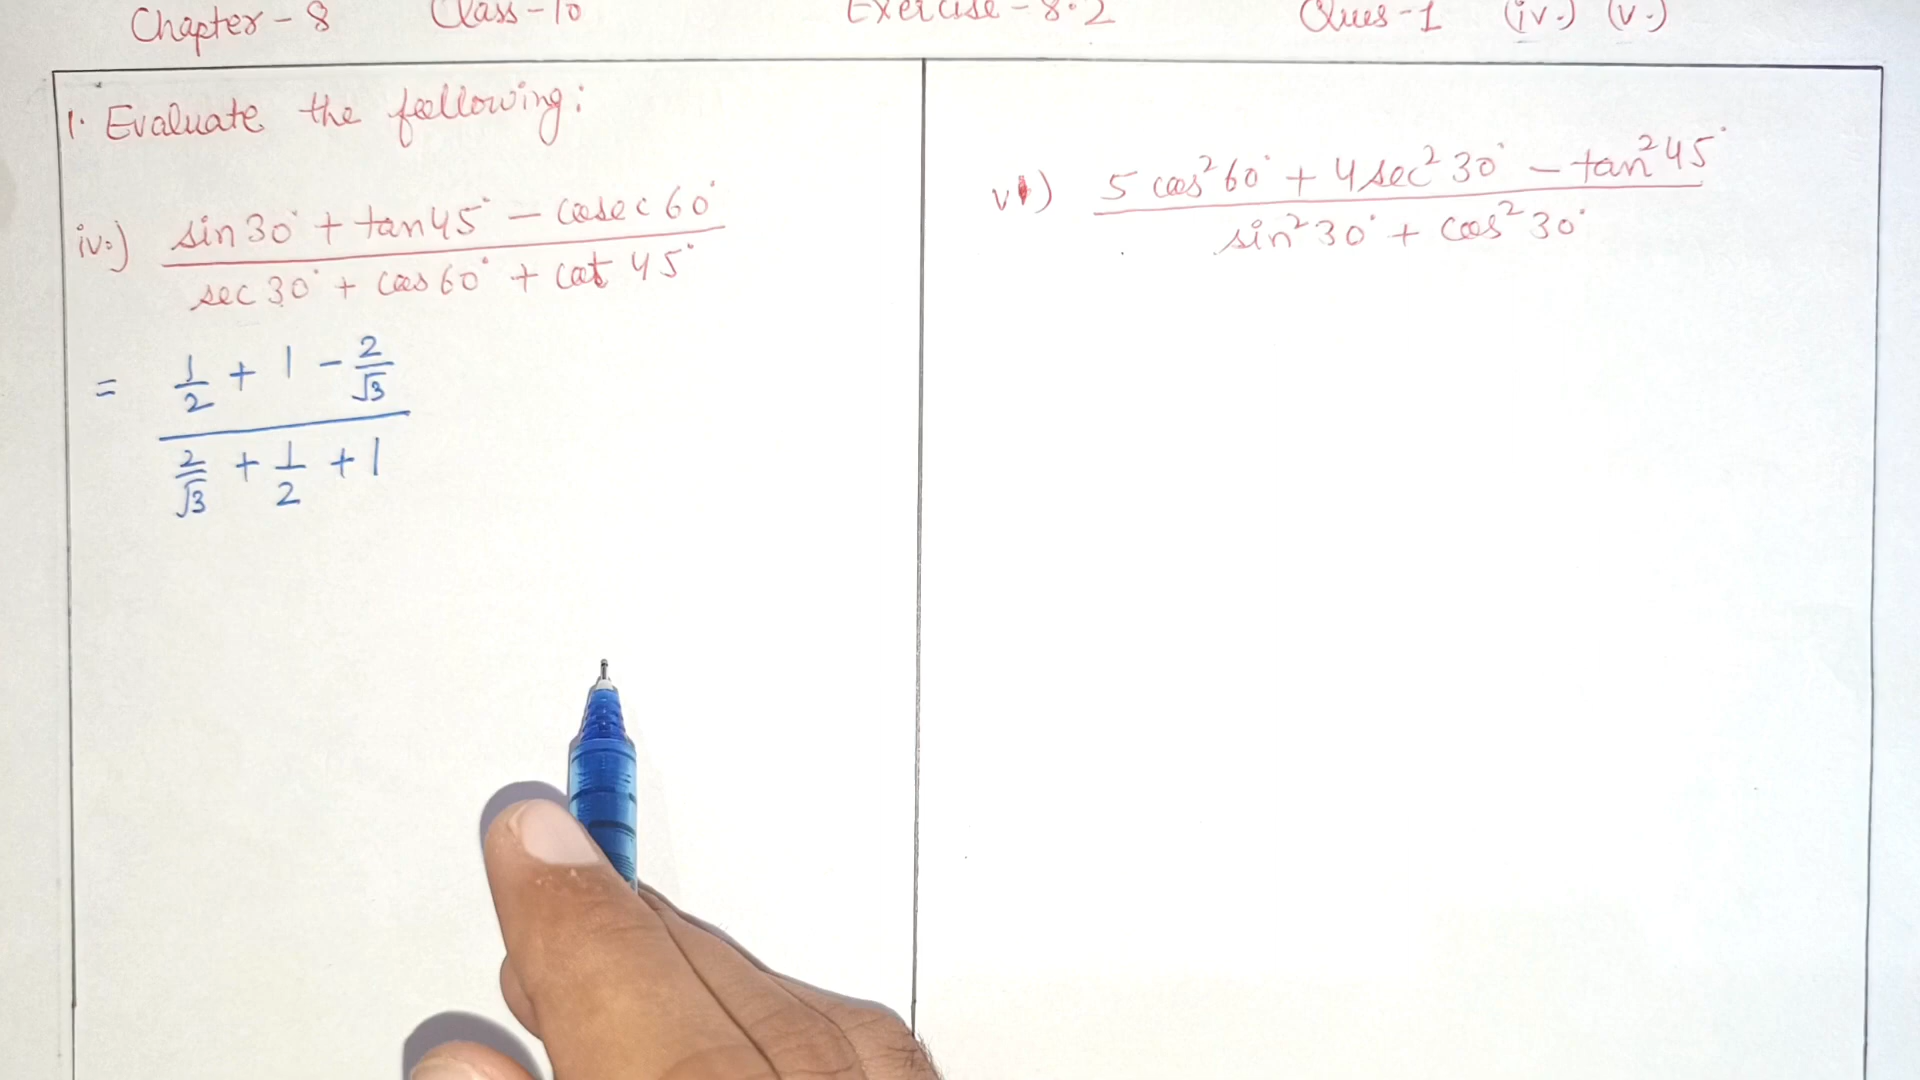 Chapter - 8 Class - 10 Exercise - 8.2 Ques - 1 (iv.) (v.)
1. Evaluate the following:
iv.) (sin 30° + tan 45° - cosec 60°) / (sec 30° + cos 60° + cot 45°)
= (1/2 + 1 - 2/√3) / (2/√3 + 1/2 + 1)
v) (5 cos² 60° + 4 sec² 30° - tan² 45°) / (sin² 30° + cos² 30°)